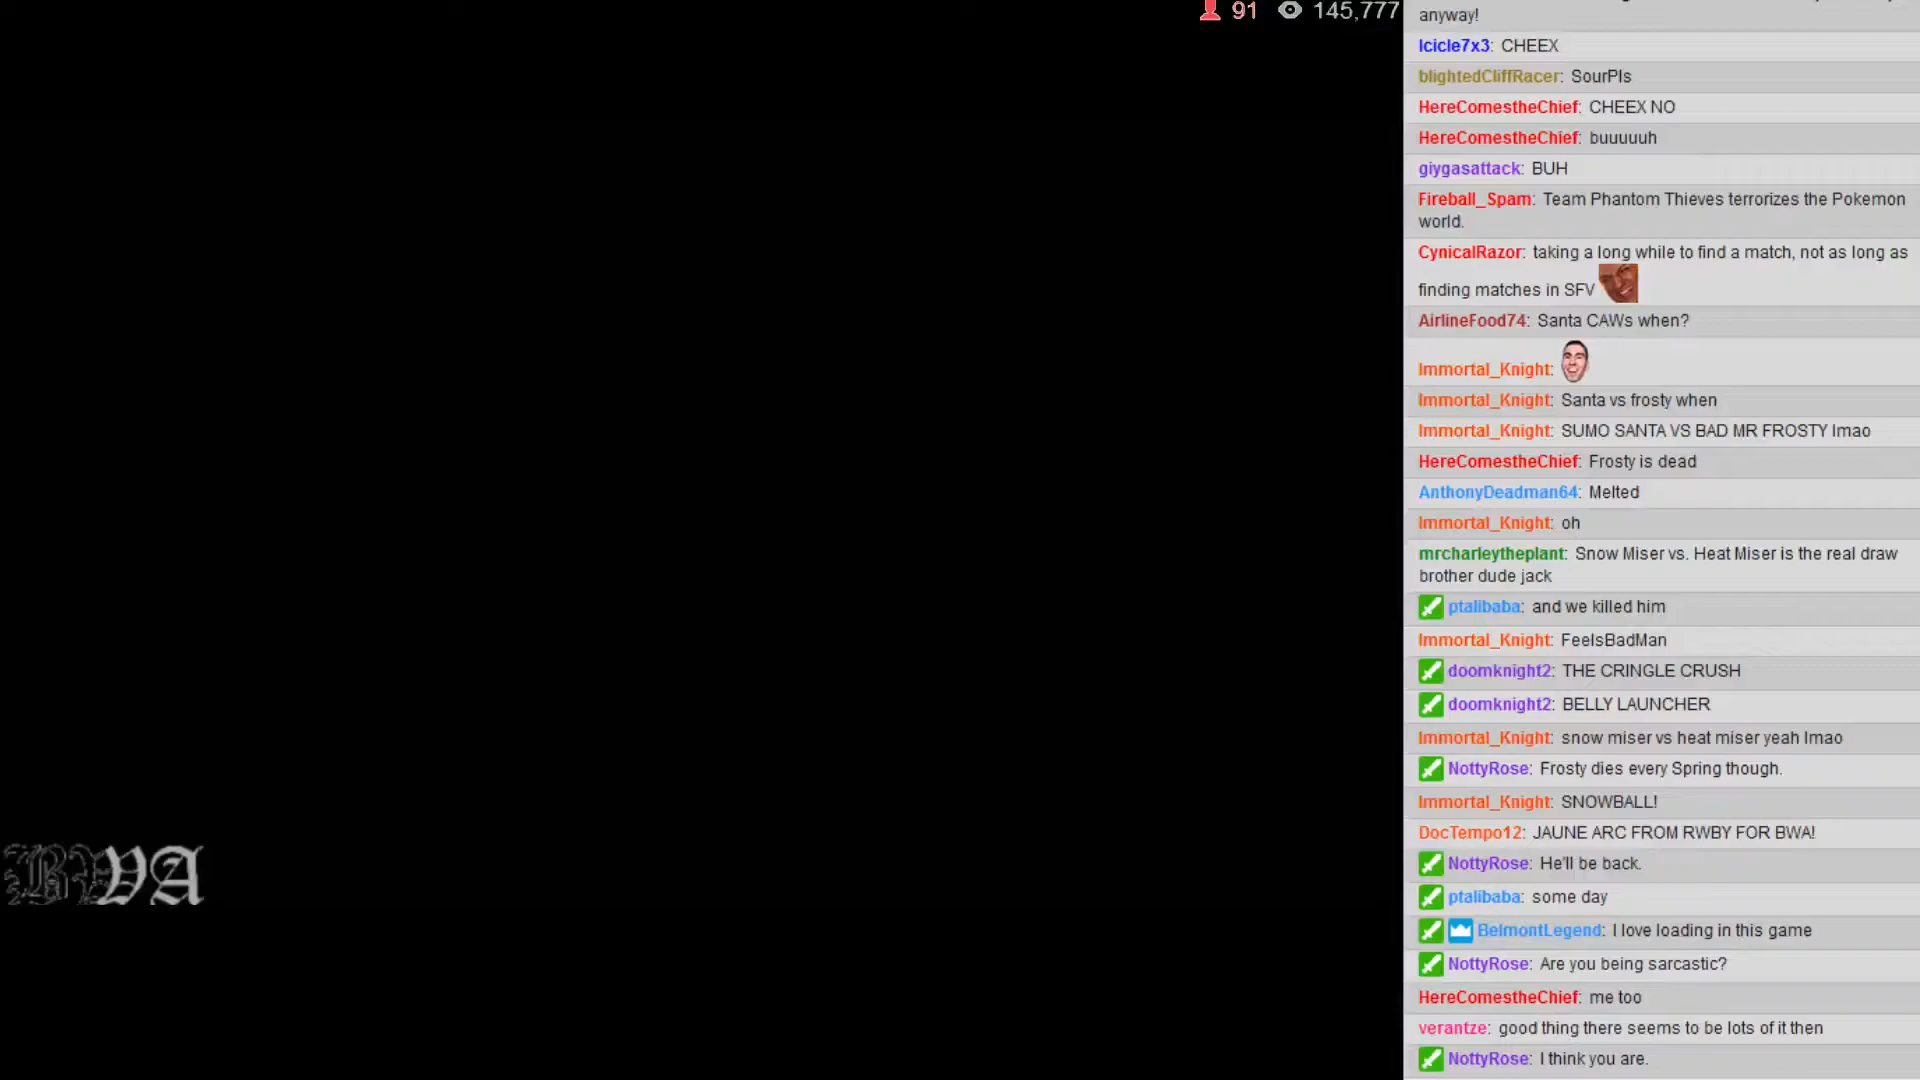 91 145,777
anyway!
Icicle7x3: CHEEX
blightedCliffRacer: SourPls
HereComestheChief: CHEEX NO
HereComestheChief: buuuuuh
giygasattack: BUH
Fireball_Spam: Team Phantom Thieves terrorizes the Pokemon
world.
CynicalRazor: taking a long while to find a match, not as long as
finding matches in SFV
AirlineFood74: Santa CAWs when?
Immortal_Knight:
Immortal_Knight: Santa vs frosty when
Immortal_Knight: SUMO SANTA VS BAD MR FROSTY lmao
HereComestheChief: Frosty is dead
AnthonyDeadman64: Melted
Immortal_Knight: oh
mrcharleytheplant: Snow Miser vs. Heat Miser is the real draw
brother dude jack
ptalibaba: and we killed him
Immortal_Knight: FeelsBadMan
doomknight2: THE CRINGLE CRUSH
doomknight2: BELLY LAUNCHER
Immortal_Knight: snow miser vs heat miser yeah lmao
NottyRose: Frosty dies every Spring though.
Immortal_Knight: SNOWBALL!
DocTempo12: JAUNE ARC FROM RWBY FOR BWA!
NottyRose: He'll be back.
ptalibaba: some day
BelmontLegend: I love loading in this game
NottyRose: Are you being sarcastic?
HereComestheChief: me too
verantze: good thing there seems to be lots of it then
NottyRose: I think you are.
BWA